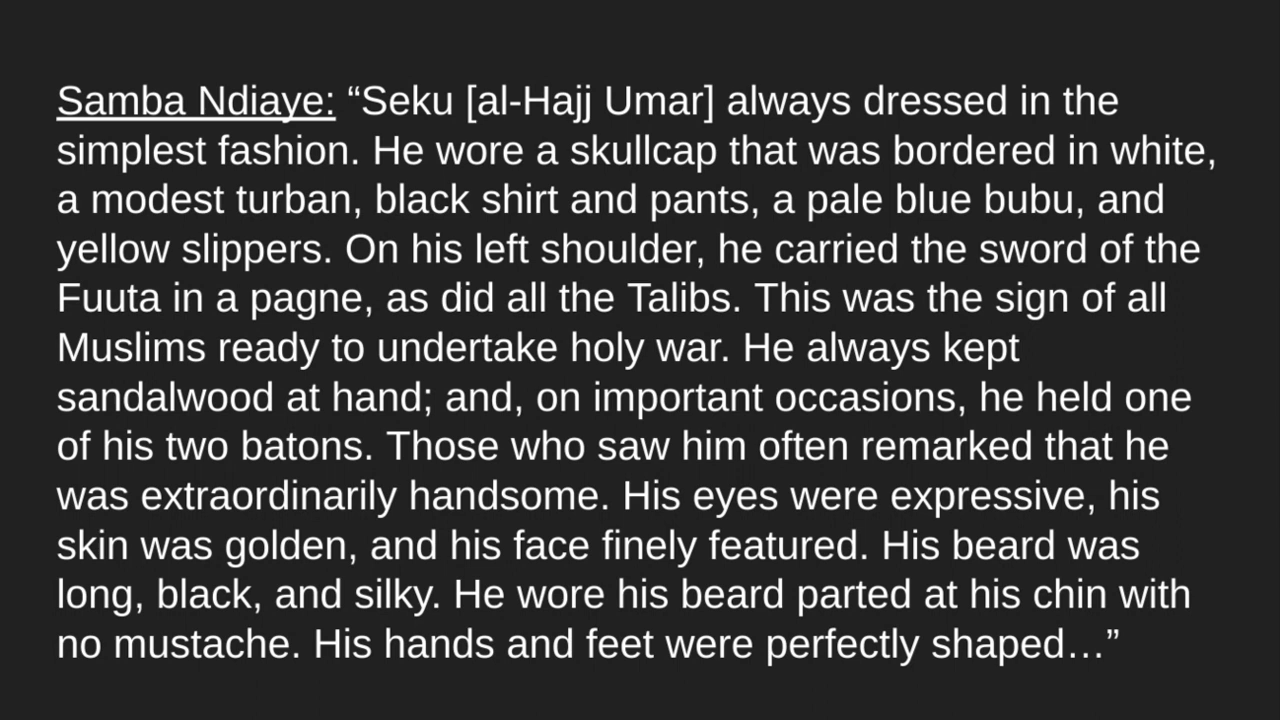 Samba Ndiaye: “Seku [al-Hajj Umar] always dressed in the
simplest fashion. He wore a skullcap that was bordered in white,
a modest turban, black shirt and pants, a pale blue bubu, and
yellow slippers. On his left shoulder, he carried the sword of the
Fuuta in a pagne, as did all the Talibs. This was the sign of all
Muslims ready to undertake holy war. He always kept
sandalwood at hand; and, on important occasions, he held one
of his two batons. Those who saw him often remarked that he
was extraordinarily handsome. His eyes were expressive, his
skin was golden, and his face finely featured. His beard was
long, black, and silky. He wore his beard parted at his chin with
no mustache. His hands and feet were perfectly shaped…”